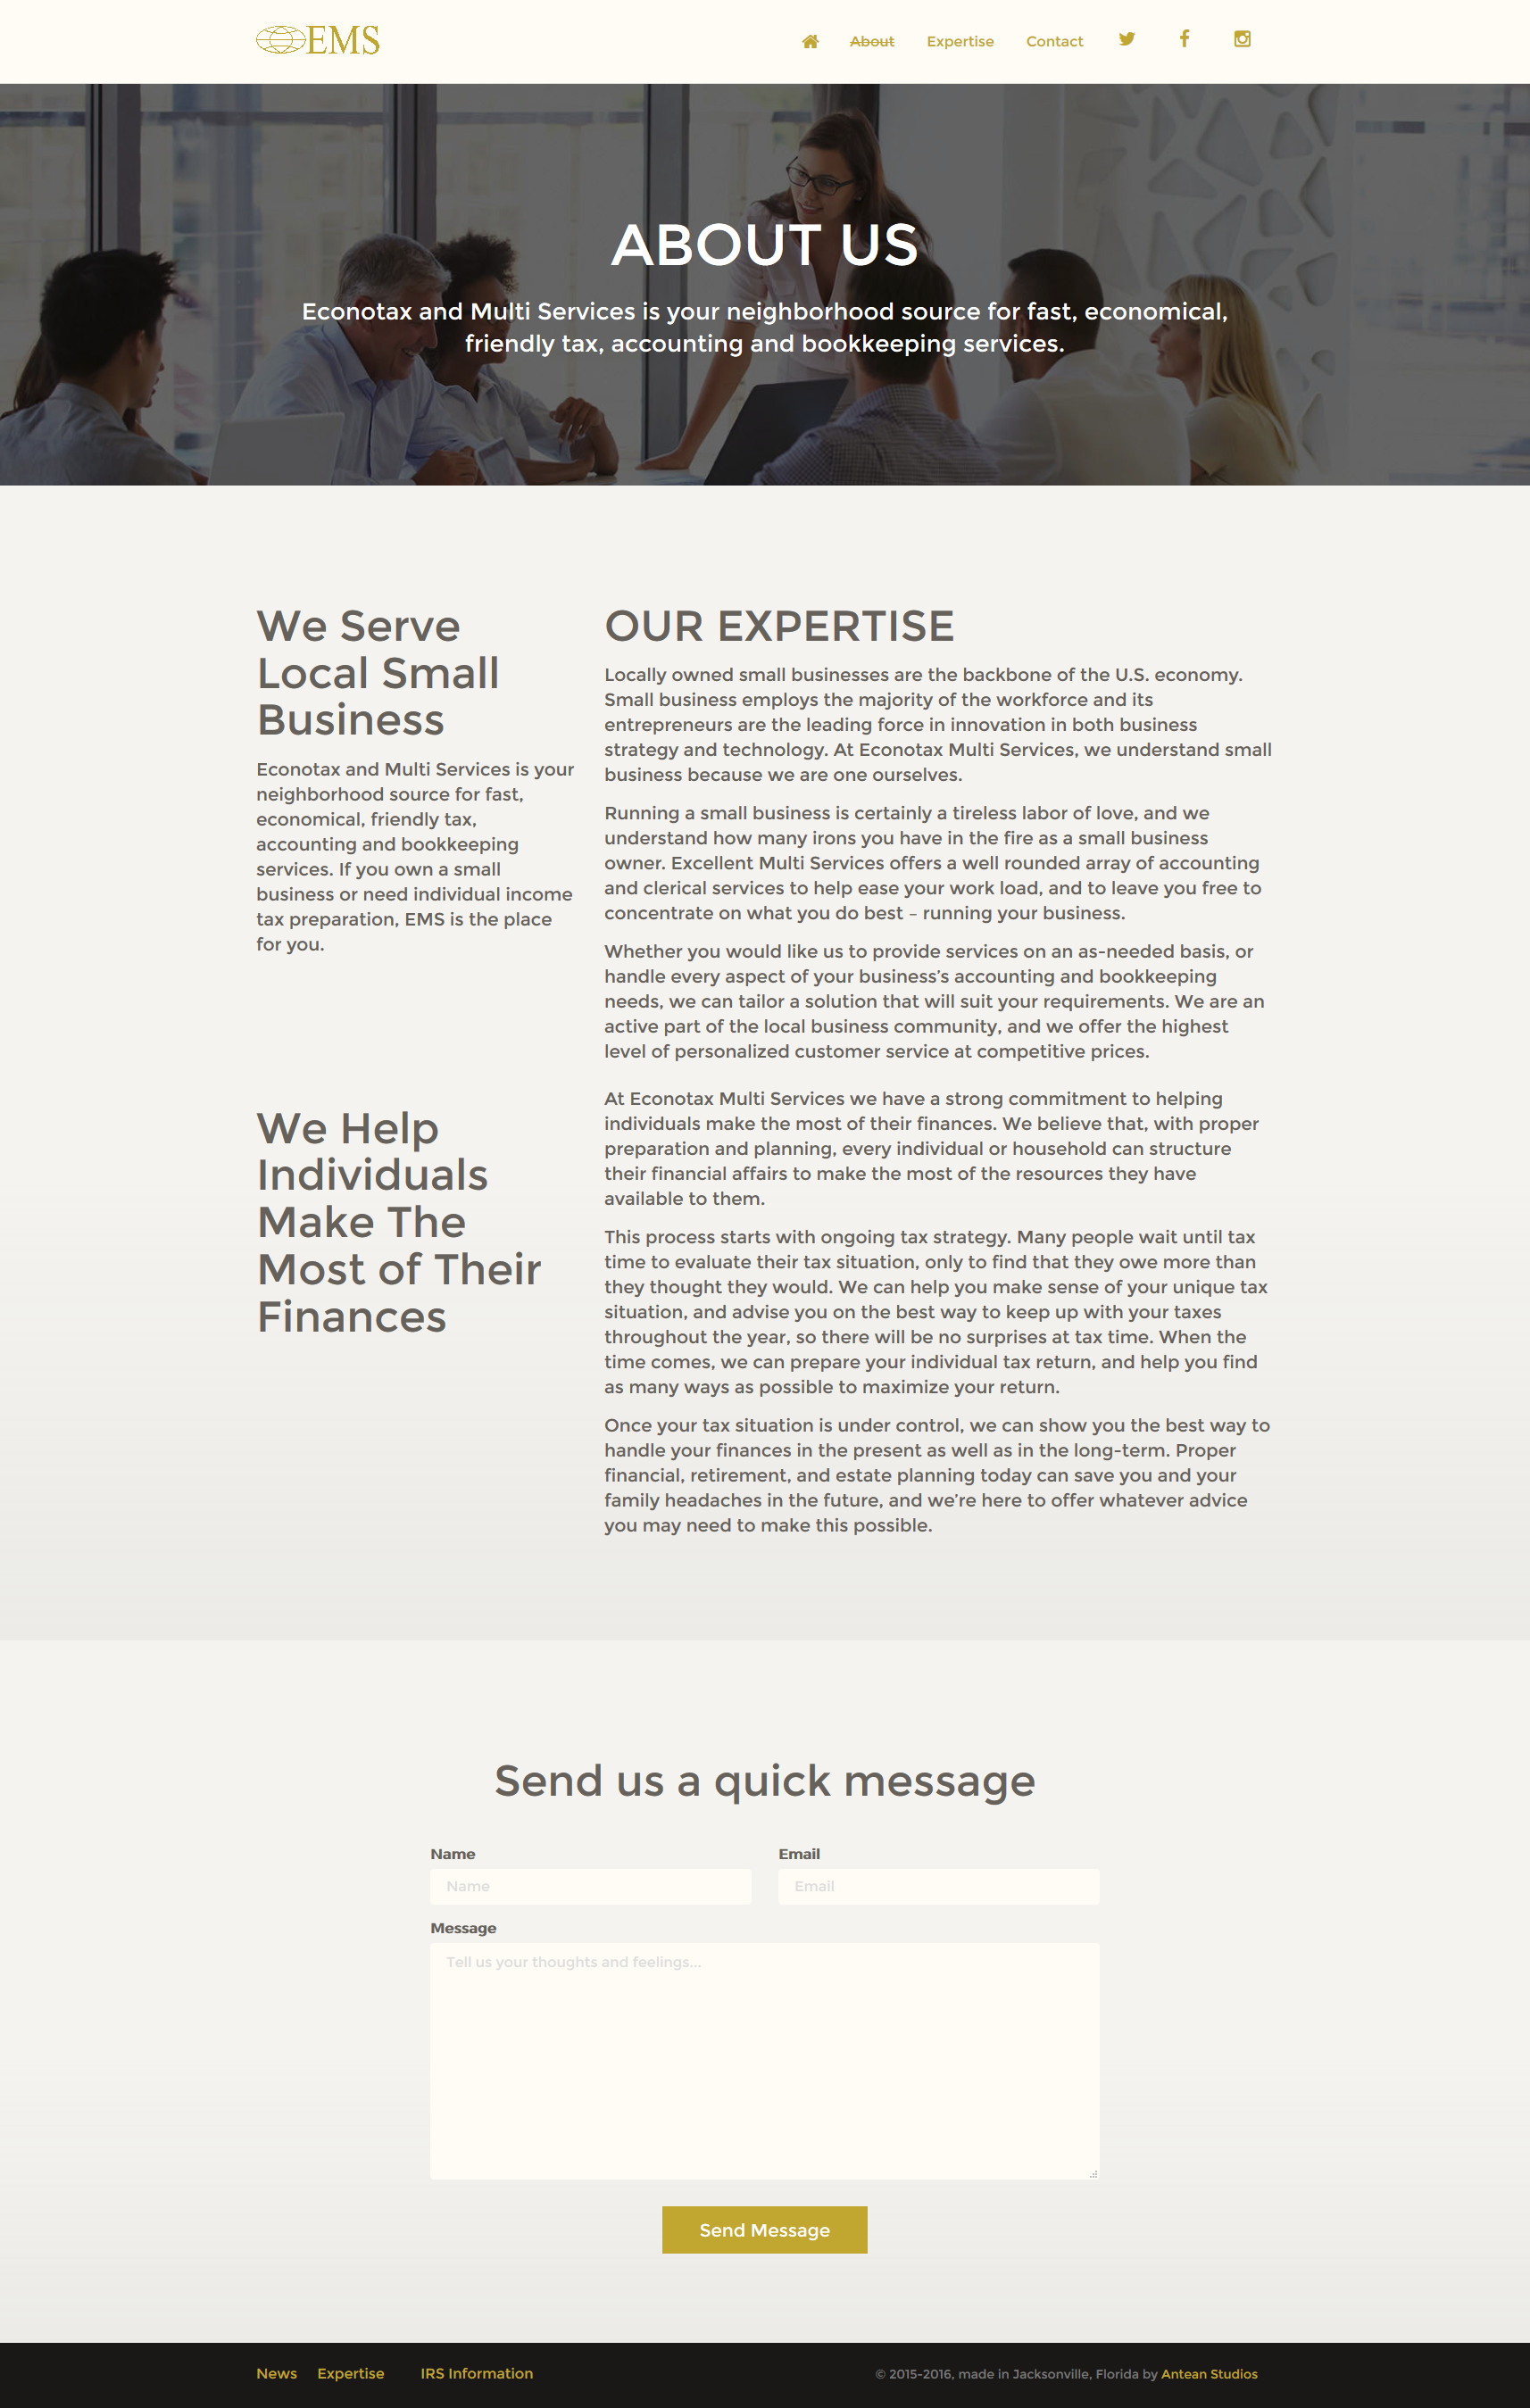 EMS
About
Expertise
Contact
ABOUT US
Econotax and Multi Services is your neighborhood source for fast, economical,
friendly tax, accounting and bookkeeping services.
We Serve
Local Small
Business
Econotax and Multi Services is your
neighborhood source for fast,
economical, friendly tax,
accounting and bookkeeping
services. If you own a small
business or need individual income
tax preparation, EMS is the place
for you.
OUR EXPERTISE
Locally owned small businesses are the backbone of the U.S. economy.
Small business employs the majority of the workforce and its
entrepreneurs are the leading force in innovation in both business
strategy and technology. At Econotax Multi Services, we understand small
business because we are one ourselves.
Running a small business is certainly a tireless labor of love, and we
understand how many irons you have in the fire as a small business
owner. Excellent Multi Services offers a well rounded array of accounting
and clerical services to help ease your work load, and to leave you free to
concentrate on what you do best – running your business.
Whether you would like us to provide services on an as-needed basis, or
handle every aspect of your business’s accounting and bookkeeping
needs, we can tailor a solution that will suit your requirements. We are an
active part of the local business community, and we offer the highest
level of personalized customer service at competitive prices.
We Help
Individuals
Make The
Most of Their
Finances
At Econotax Multi Services we have a strong commitment to helping
individuals make the most of their finances. We believe that, with proper
preparation and planning, every individual or household can structure
their financial affairs to make the most of the resources they have
available to them.
This process starts with ongoing tax strategy. Many people wait until tax
time to evaluate their tax situation, only to find that they owe more than
they thought they would. We can help you make sense of your unique tax
situation, and advise you on the best way to keep up with your taxes
throughout the year, so there will be no surprises at tax time. When the
time comes, we can prepare your individual tax return, and help you find
as many ways as possible to maximize your return.
Once your tax situation is under control, we can show you the best way to
handle your finances in the present as well as in the long-term. Proper
financial, retirement, and estate planning today can save you and your
family headaches in the future, and we’re here to offer whatever advice
you may need to make this possible.
Send us a quick message
Name
Email
Name
Email
Message
Tell us your thoughts and feelings...
Send Message
News
Expertise
IRS Information
© 2015-2016, made in Jacksonville, Florida by Antean Studios